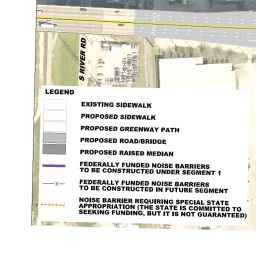 S RIVER RD
LEGEND
EXISTING SIDEWALK
PROPOSED SIDEWALK
PROPOSED GREENWAY PATH
PROPOSED ROAD/BRIDGE
PROPOSED RAISED MEDIAN
FEDERALLY FUNDED NOISE BARRIERS
TO BE CONSTRUCTED UNDER SEGMENT 1
FEDERALLY FUNDED NOISE BARRIERS
TO BE CONSTRUCTED IN FUTURE SEGMENT
NOISE BARRIER REQUIRING SPECIAL STATE
APPROPRIATION (THE STATE IS COMMITTED TO
SEEKING FUNDING, BUT IT IS NOT GUARANTEED)